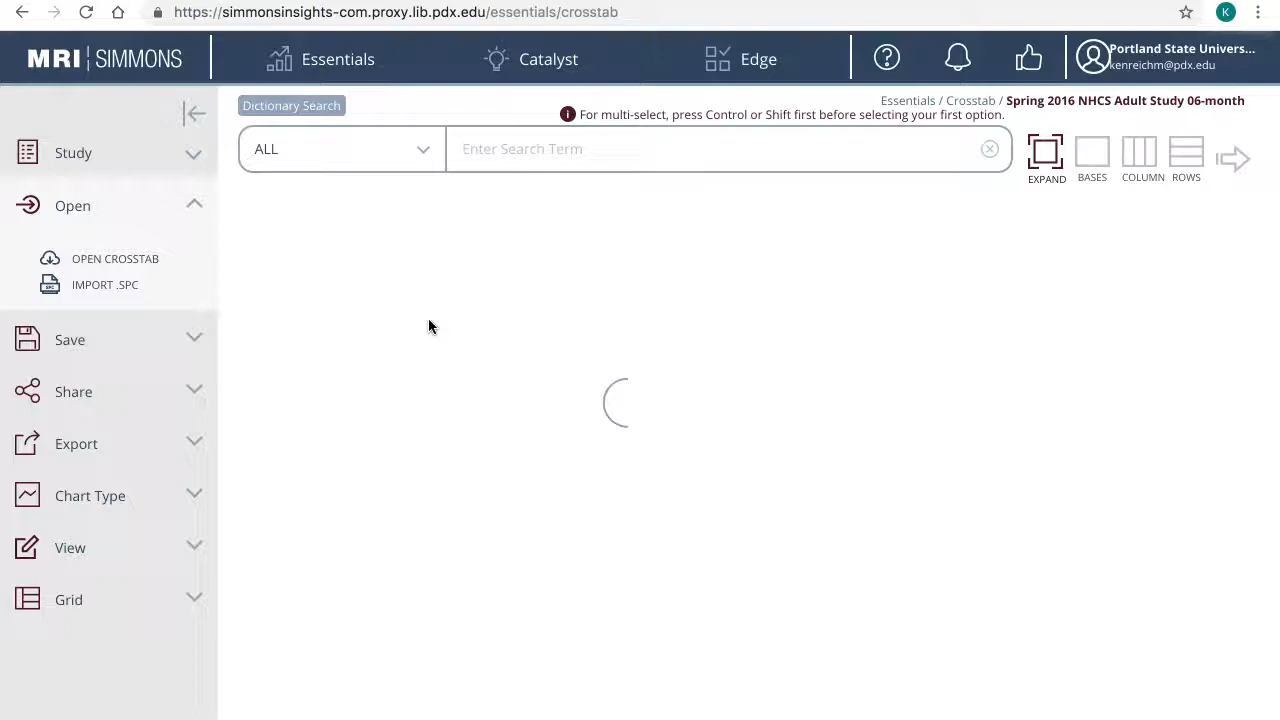 https://simmonsinsights-com.proxy.lib.pdx.edu/essentials/crosstab
K
MRI SIMMONS
Essentials
Catalyst
Edge
Portland State Univers...
kenreichm@pdx.edu
Dictionary Search
Essentials / Crosstab / Spring 2016 NHCS Adult Study 06-month
For multi-select, press Control or Shift first before selecting your first option.
ALL
Enter Search Term
EXPAND
BASES
COLUMN
ROWS
Study
Open
OPEN CROSSTAB
SPC
IMPORT .SPC
Save
Share
Export
Chart Type
View
Grid